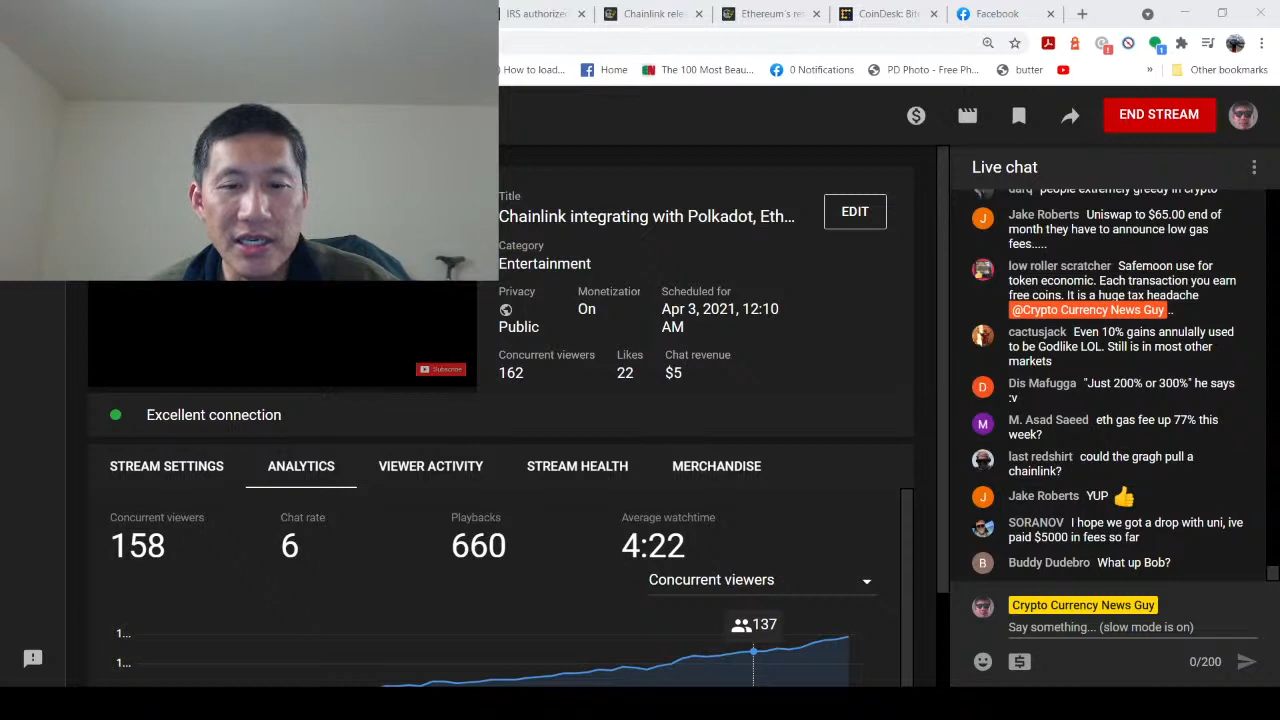 IRS authorize
Chainlink rele
Ethereum's re
CoinDesk: Bit
Facebook
How to load...
Home
The 100 Most Beau...
0 Notifications
PD Photo - Free Ph...
butter
»
Other bookmarks
END STREAM
Title
Chainlink integrating with Polkadot, Eth...
EDIT
Category
Entertainment
Privacy
Public
Monetization
On
Scheduled for
Apr 3, 2021, 12:10
AM
Concurrent viewers
162
Likes
22
Chat revenue
$5
Subscribe
Excellent connection
STREAM SETTINGS
ANALYTICS
VIEWER ACTIVITY
STREAM HEALTH
MERCHANDISE
Concurrent viewers
158
Chat rate
6
Playbacks
660
Average watchtime
4:22
Concurrent viewers
137
1...
1...
Live chat
darq people extremely greedy in crypto
Jake Roberts Uniswap to $65.00 end of
month they have to announce low gas
fees.....
low roller scratcher Safemoon use for
token economic. Each transaction you earn
free coins. It is a huge tax headache
@Crypto Currency News Guy ..
cactusjack Even 10% gains annulally used
to be Godlike LOL. Still is in most other
markets
Dis Mafugga "Just 200% or 300%" he says
:v
M. Asad Saeed eth gas fee up 77% this
week?
last redshirt could the gragh pull a
chainlink?
Jake Roberts YUP 👍
SORANOV I hope we got a drop with uni, ive
paid $5000 in fees so far
Buddy Dudebro What up Bob?
Crypto Currency News Guy
Say something... (slow mode is on)
0/200